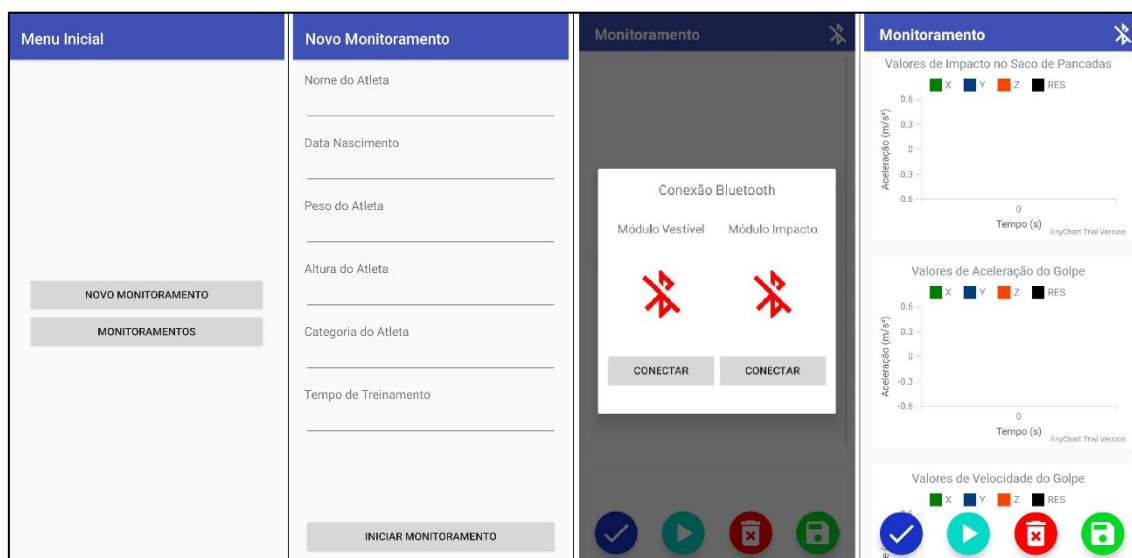 Menu Inicial
NOVO MONITORAMENTO
MONITORAMENTOS
Novo Monitoramento
Nome do Atleta
Data Nascimento
Peso do Atleta
Altura do Atleta
Categoria do Atleta
Tempo de Treinamento
INICIAR MONITORAMENTO
Monitoramento
Conexão Bluetooth
Módulo Vestível Módulo Impacto
CONECTAR CONECTAR
Monitoramento
Valores de Impacto no Saco de Pancadas
X Y Z RES
Aceleração (m/s²)
0.6
0.3
0
-0.3
-0.6
0
Tempo (s)
AnyChart Trial Version
Valores de Aceleração do Golpe
X Y Z RES
Aceleração (m/s²)
0.6
0.3
0
-0.3
-0.6
0
Tempo (s)
AnyChart Trial Version
Valores de Velocidade do Golpe
X Y Z RES